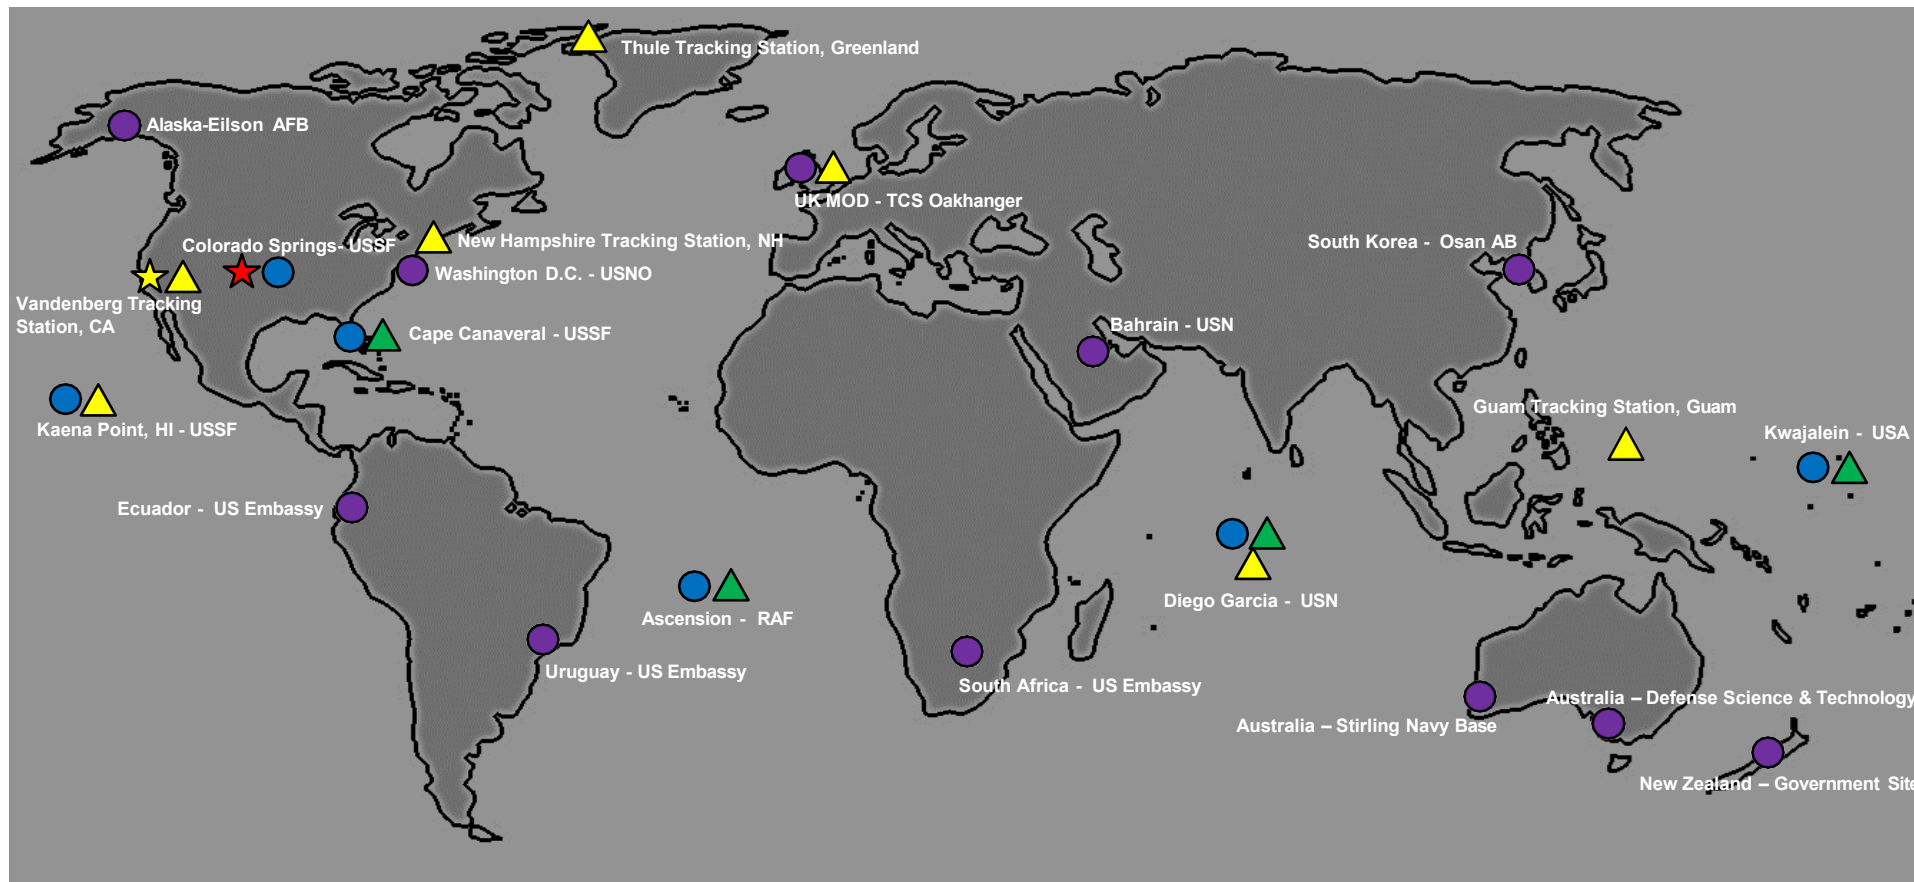 Thule Tracking Station, Greenland
Alaska-Eilson AFB
UK MOD - TCS Oakhanger
Colorado Springs- USSF
New Hampshire Tracking Station, NH
South Korea - Osan AB
Washington D.C. - USNO
Vandenberg Tracking
Station, CA
Cape Canaveral - USSF
Bahrain - USN
Kaena Point, HI - USSF
Guam Tracking Station, Guam
Kwajalein - USA
Ecuador - US Embassy
Ascension - RAF
Diego Garcia - USN
Uruguay - US Embassy
South Africa - US Embassy
Australia – Defense Science & Technology
Australia – Stirling Navy Base
New Zealand – Government Site